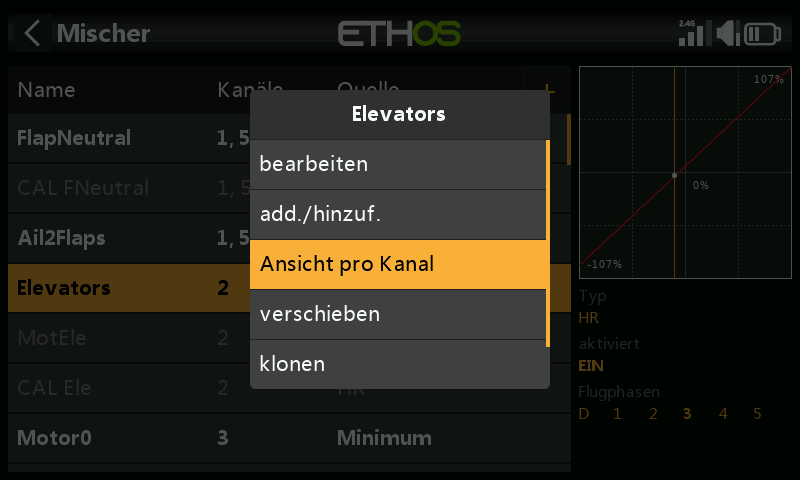 Mischer
ETHOS
2.4G
Name Kanäle Quelle +
107%
Elevators
FlapNeutral 1, 5
bearbeiten
CAL FNeutral 1, 5
0%
add./hinzuf.
Ail2Flaps 1, 5
Ansicht pro Kanal
-107%
Elevators 2
Typ
verschieben
HR
MotEle 2
aktiviert
klonen
EIN
CAL Ele 2 HR
Flugphasen
D 1 2 3 4 5
Motor0 3 Minimum